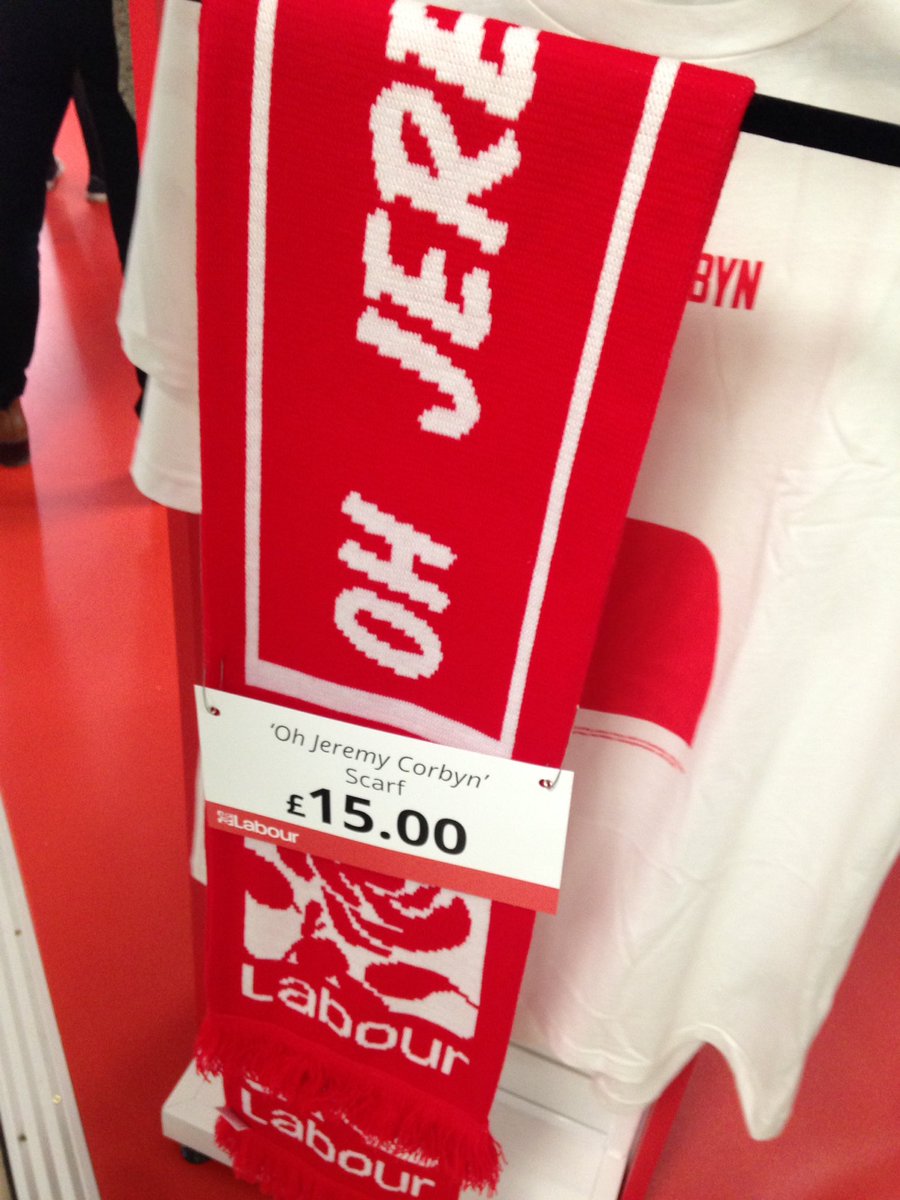 OH JERE
BYN
‘Oh Jeremy Corbyn’
Scarf
£15.00
Labour
Labour
Labour